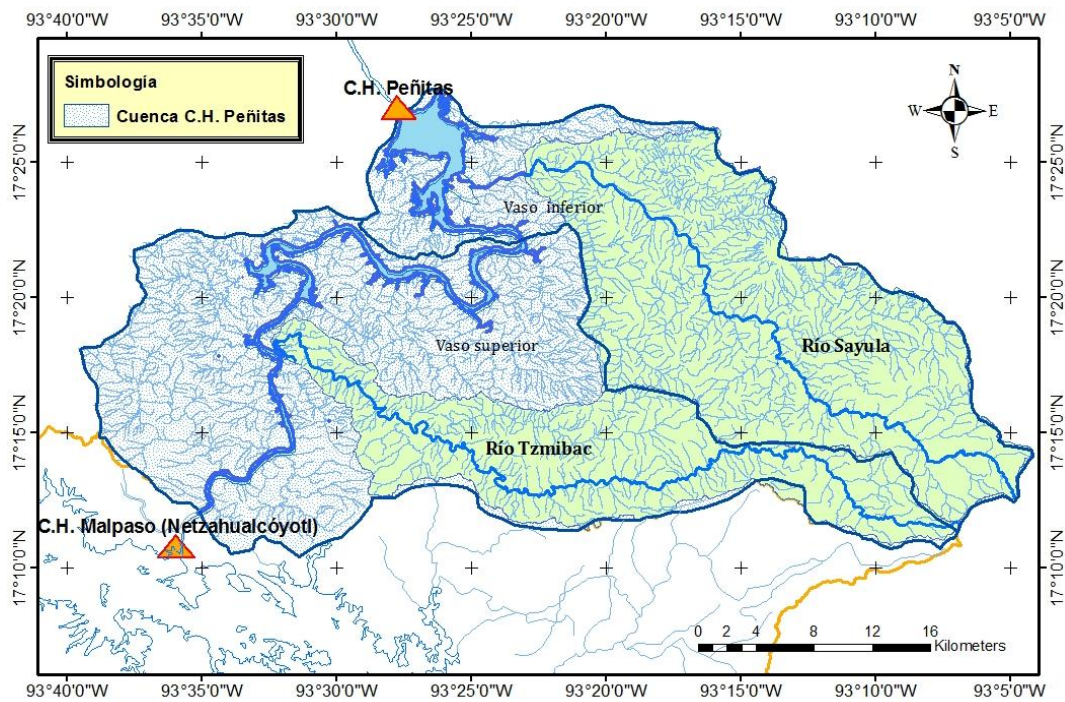 93°40'0"W 93°35'0"W 93°30'0"W 93°25'0"W 93°20'0"W 93°15'0"W 93°10'0"W 93°5'0"W
Simbología
Cuenca C.H. Peñitas
C.H. Peñitas
N
W E
S
17°25'0"N 17°25'0"N
Vaso inferior
17°20'0"N 17°20'0"N
Vaso superior
Río Sayula
17°15'0"N 17°15'0"N
Río Tzmibac
C.H. Malpaso (Netzahualcóyotl)
17°10'0"N 17°10'0"N
0 2 4 8 12 16
Kilometers
93°40'0"W 93°35'0"W 93°30'0"W 93°25'0"W 93°20'0"W 93°15'0"W 93°10'0"W 93°5'0"W